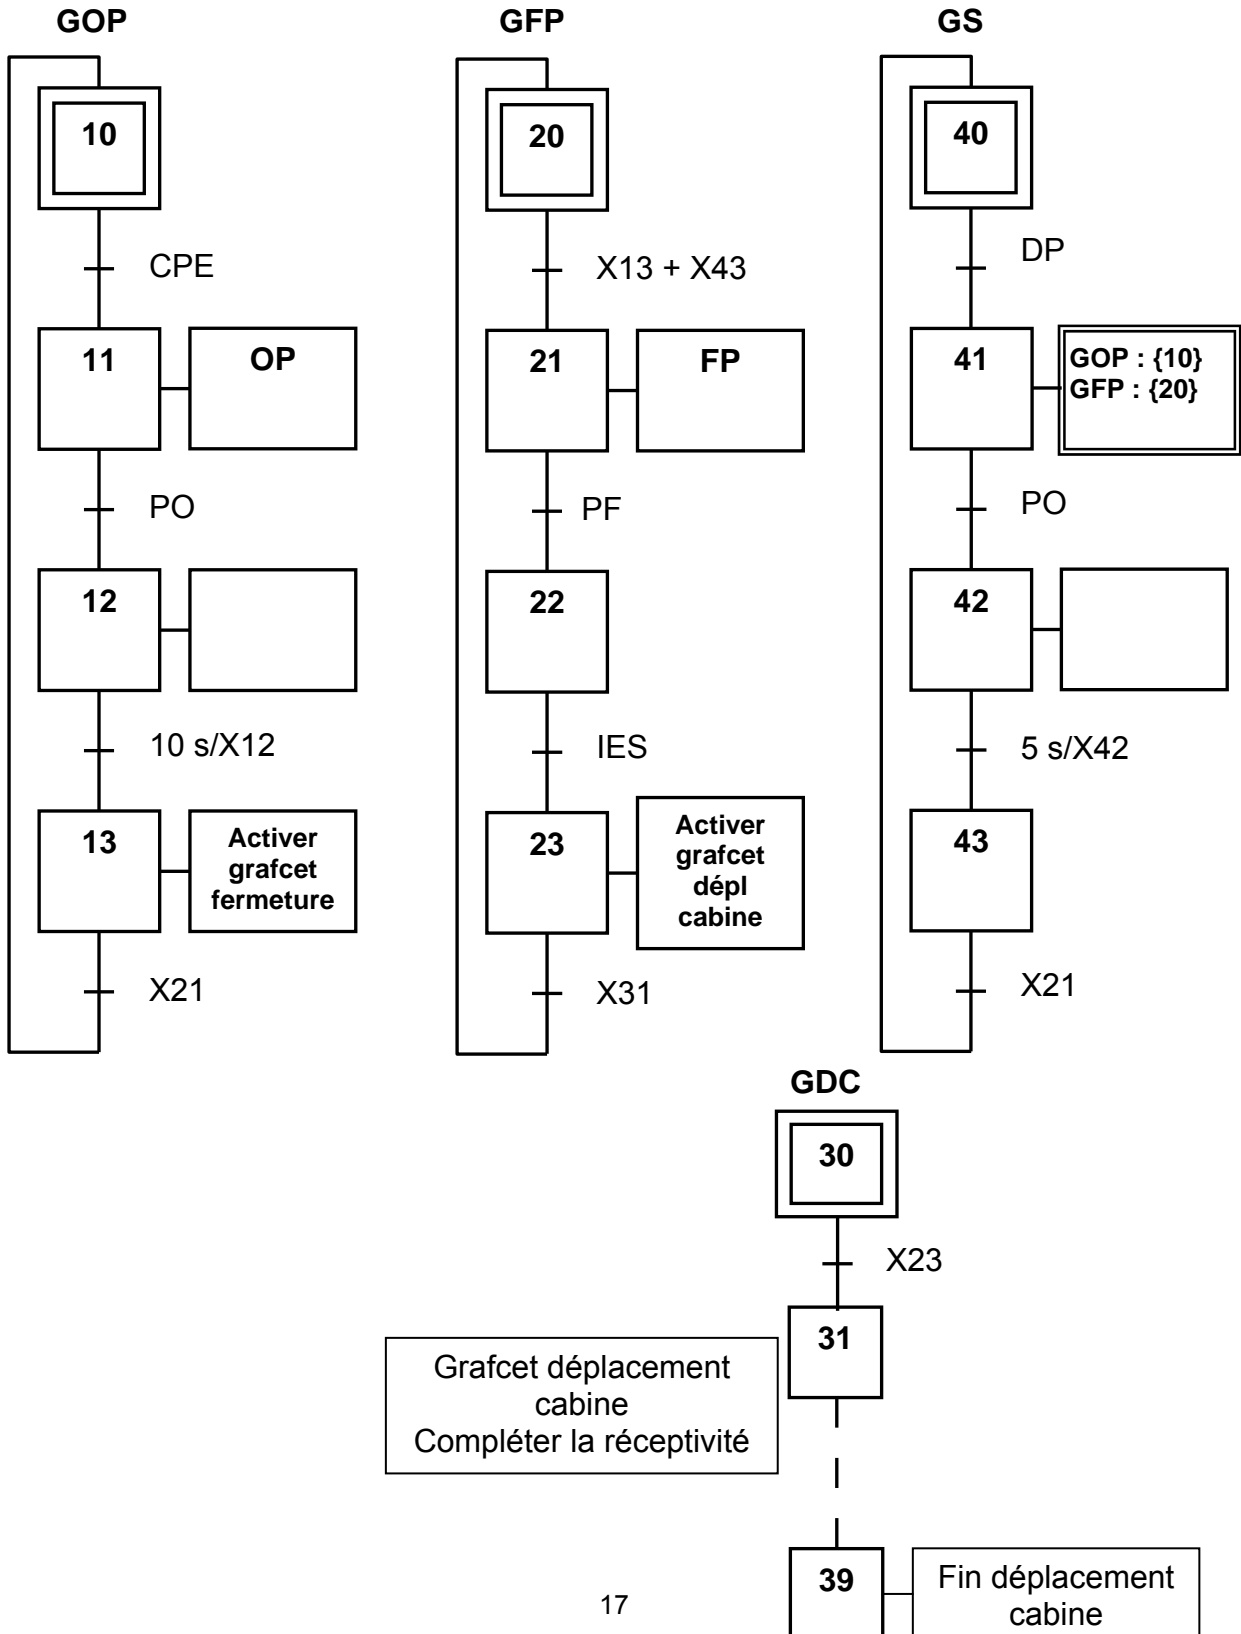 GOP
10
CPE
11
OP
PO
12
10 s/X12
13
Activer
grafcet
fermeture
X21
GFP
20
X13 + X43
21
FP
PF
22
IES
23
Activer
grafcet
dépl
cabine
X31
GS
40
DP
41
GOP : {10}
GFP : {20}
PO
42
5 s/X42
43
X21
GDC
30
X23
31
Grafcet déplacement
cabine
Compléter la réceptivité
39
Fin déplacement
cabine
17